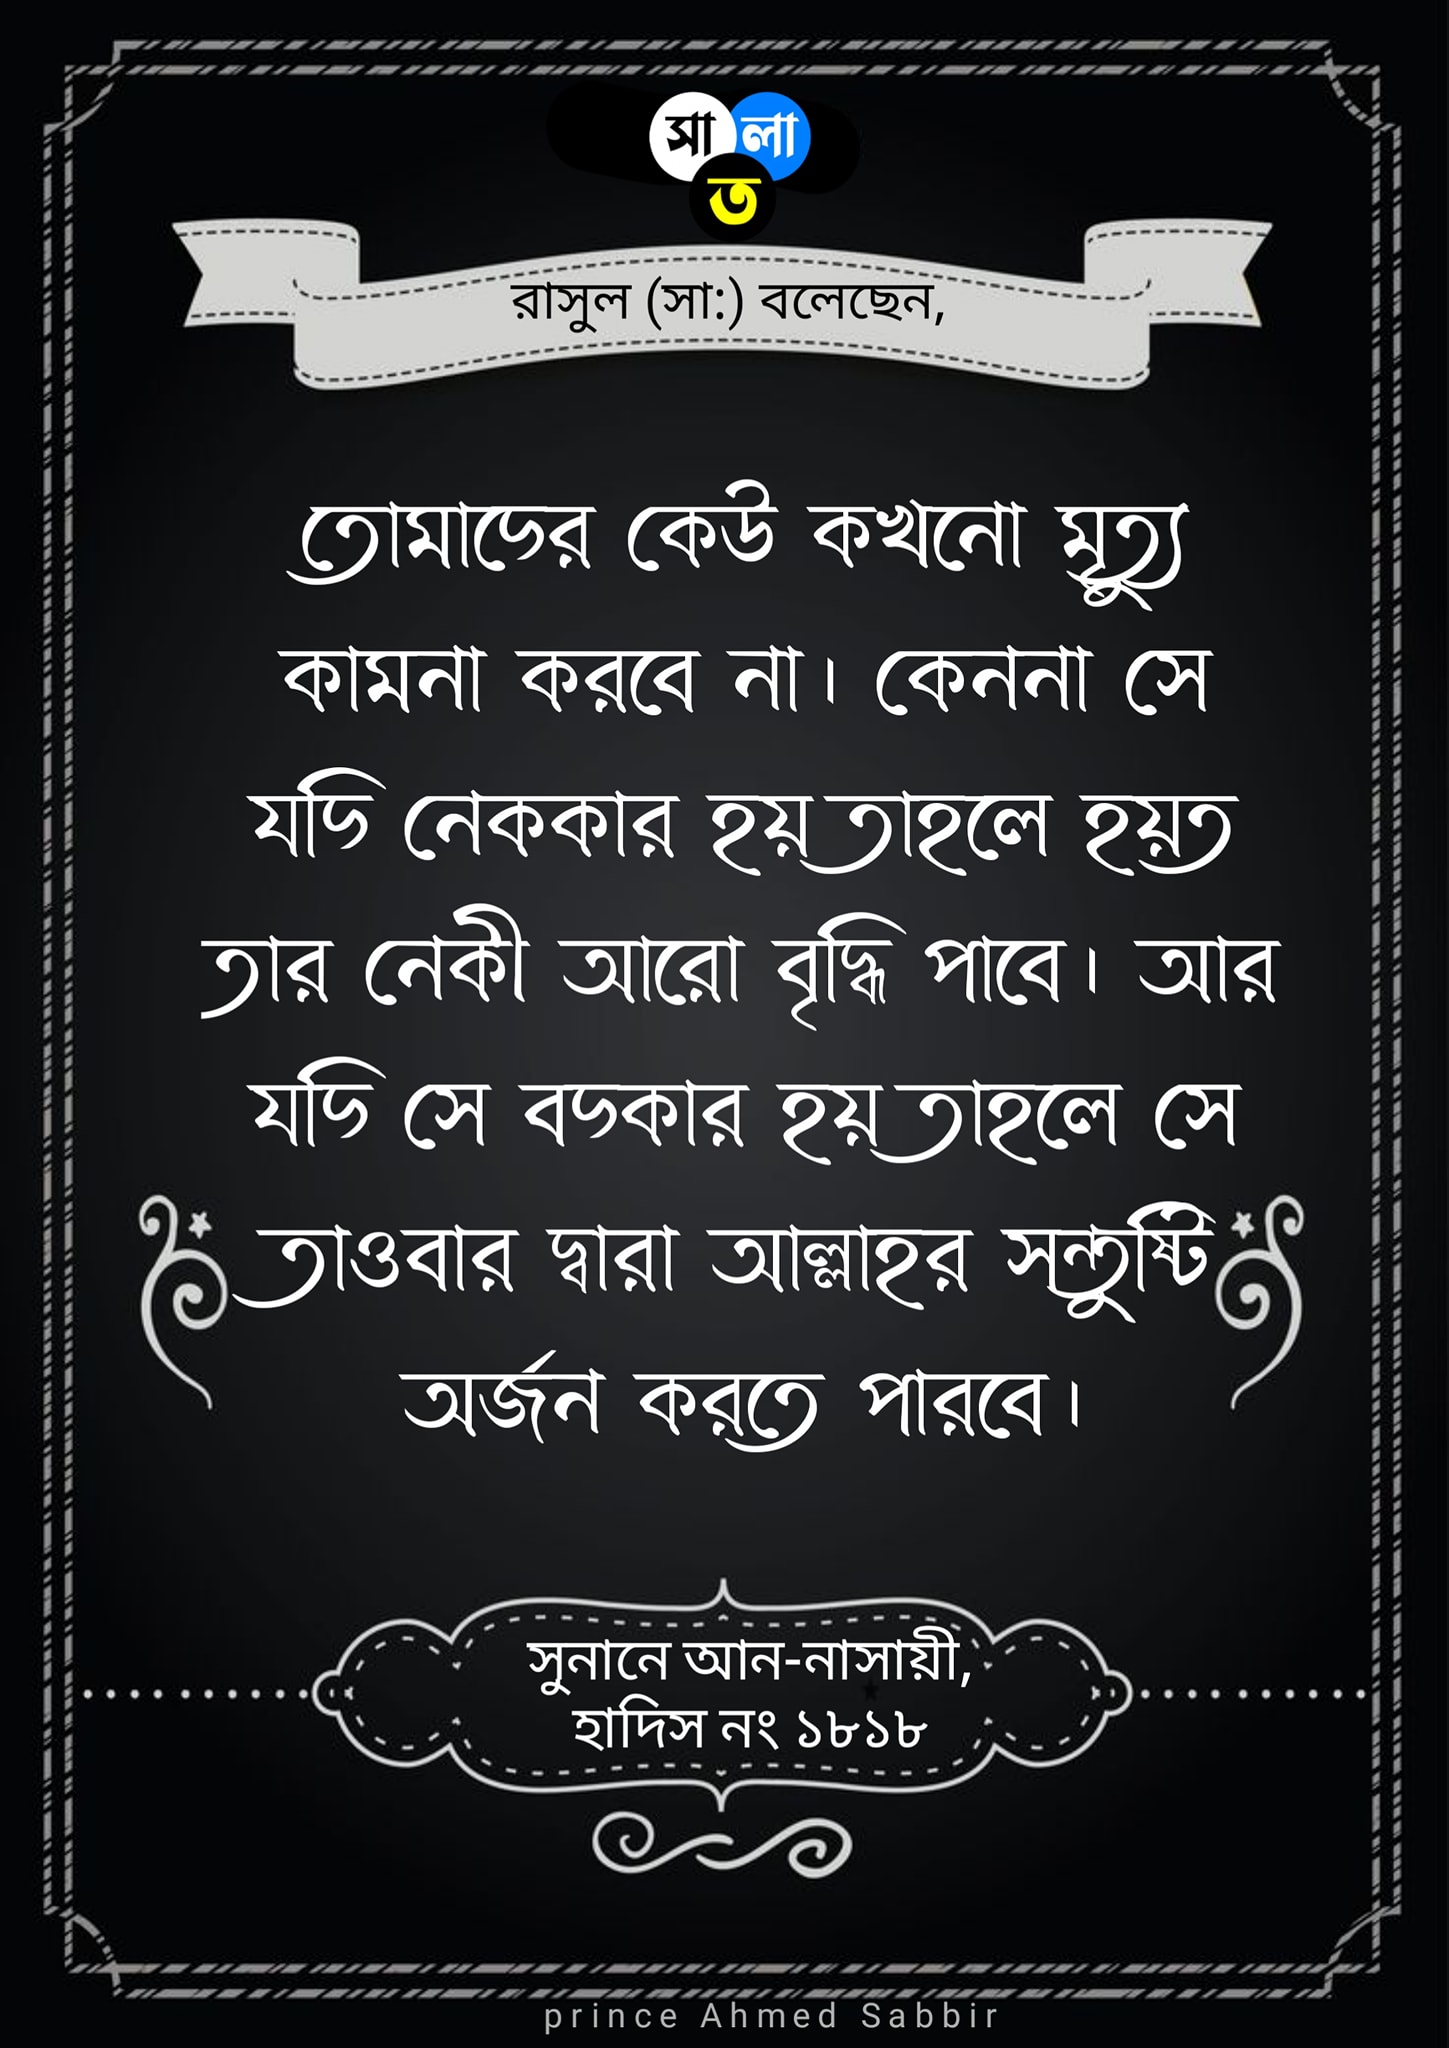 সালাত
রাসুল (সা:) বলেছেন,
তোমাদের কেউ কখনো মৃত্যু
কামনা করবে না। কেননা সে
যদি নেককার হয় তাহলে হয়ত
তার নেকী আরো বৃদ্ধি পাবে। আর
যদি সে বদকার হয় তাহলে সে
তাওবার দ্বারা আল্লাহর সন্তুষ্টি
অর্জন করতে পারবে।
সুনানে আন-নাসায়ী,
হাদিস নং ১৮১৮
prince Ahmed Sabbir